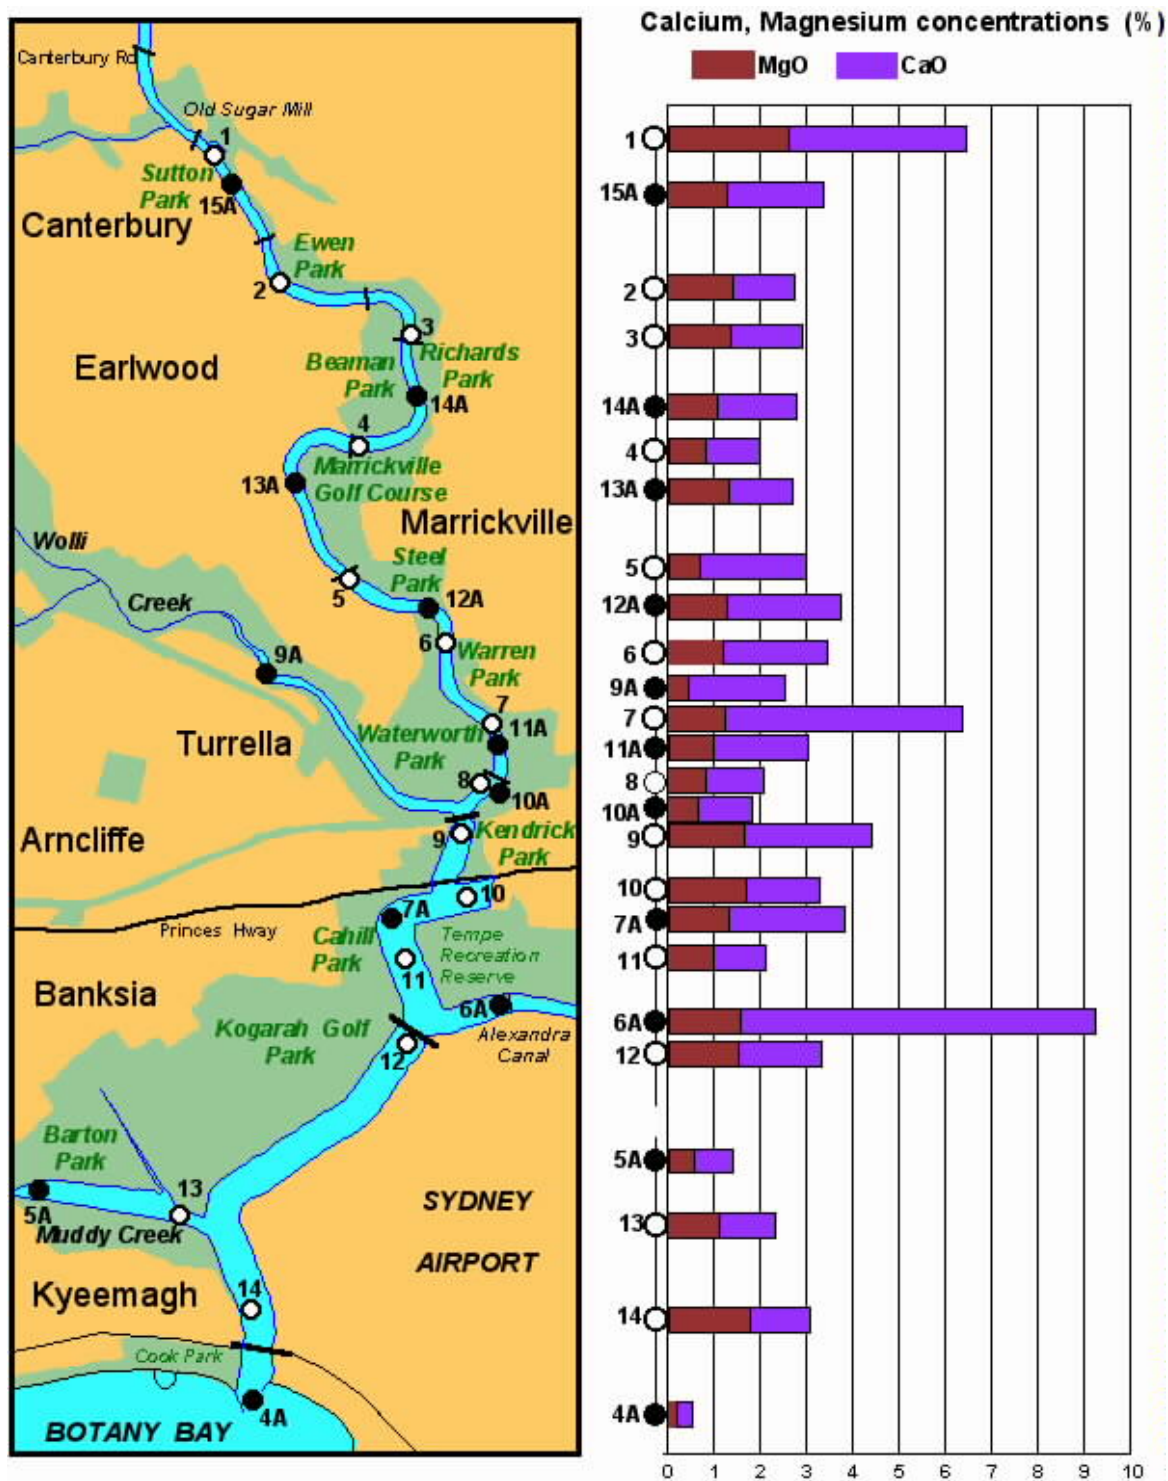 Calcium, Magnesium concentrations (%)
MgO
CaO
Canterbury Rd
Old Sugar Mill
1
Sutton
Park
15A
Canterbury
Ewen
Park
2
3
Earlwood
Beaman
Park
Richards
Park
14A
4
Marrickville
Golf Course
13A
Marrickville
Wolli
Creek
Steel
Park
5
12A
6
Warren
Park
9A
7
11A
Turrella
Waterworth
Park
8
10A
Arncliffe
9
Kendrick
Park
10
7A
Princes Hway
Cahill
Park
Tempe
Recreation
Reserve
11
Banksia
6A
Kogarah Golf
Park
Alexandra
Canal
12
Barton
Park
13
5A
Muddy Creek
SYDNEY
AIRPORT
Kyeemagh
14
Cook Park
4A
BOTANY BAY
1
15A
2
3
14A
4
13A
5
12A
6
9A
7
11A
8
10A
9
10
7A
11
6A
12
5A
13
14
4A
0 1 2 3 4 5 6 7 8 9 10